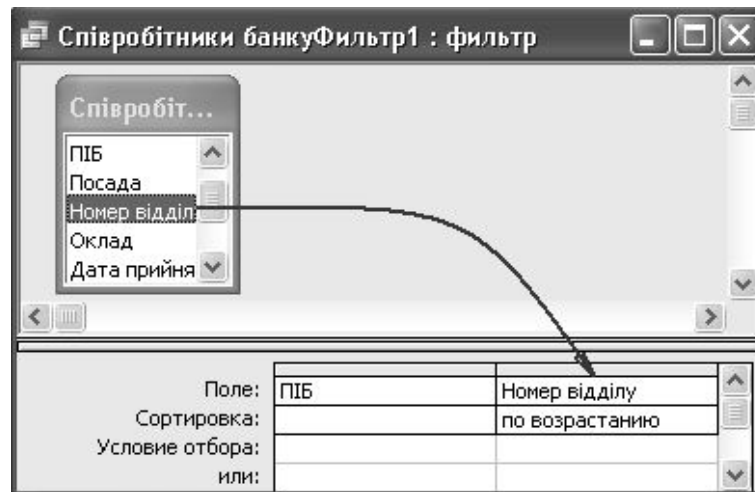 Співробітники банкуФильтр1 : фильтр
Співробіт...
ПІБ
Посада
Номер відділ
Оклад
Дата прийня
Поле: ПІБ Номер відділу
Сортировка: по возрастанию
Условие отбора:
или: